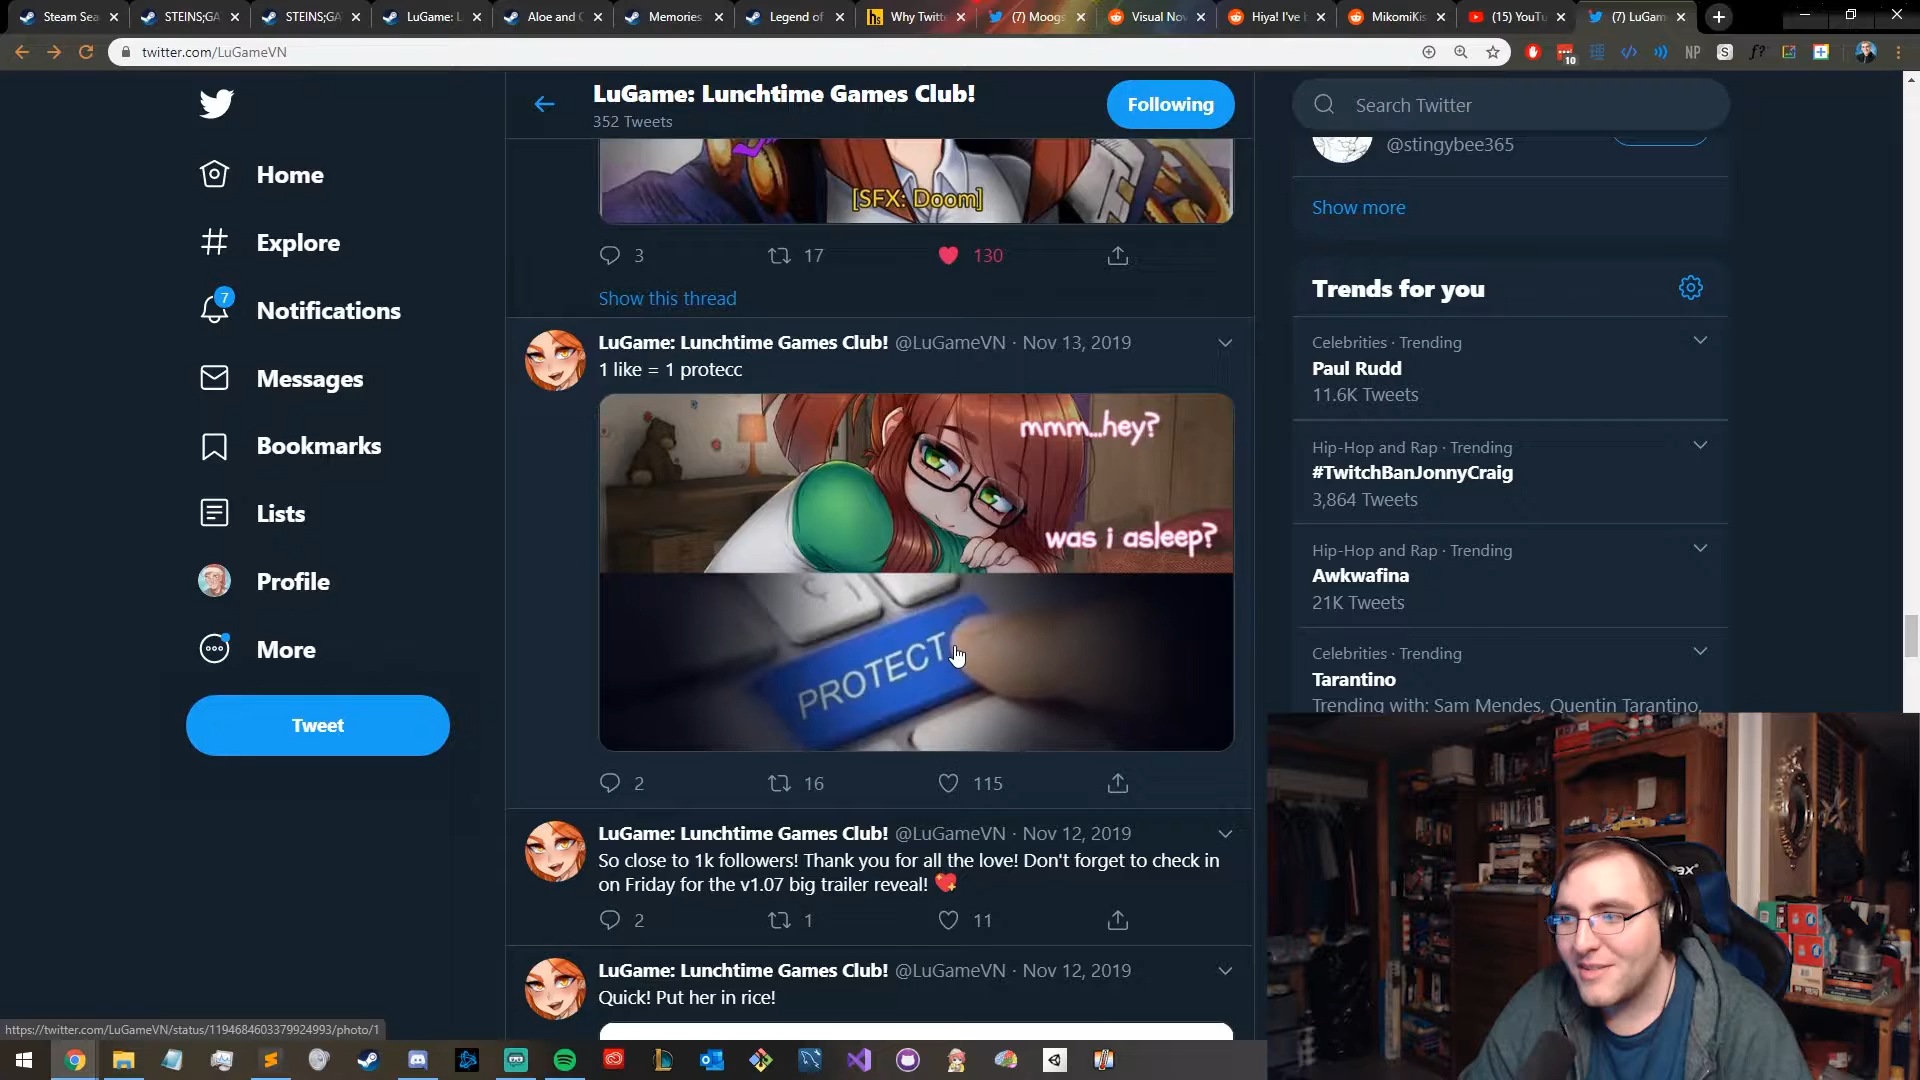 Steam Sea
STEINS;GA
STEINS;GA
LuGame: L
Aloe and C
Memories
Legend of
Why Twitt
(7) Moogs
Visual Nov
Hiya! I've b
MikomiKis
(15) YouTu
(7) LuGam
twitter.com/LuGameVN
10
NP
S
f?
LuGame: Lunchtime Games Club!
352 Tweets
Following
Search Twitter
Home
Explore
7
Notifications
Messages
Bookmarks
Lists
Profile
More
Tweet
[SFX: Doom]
3
17
130
Show this thread
LuGame: Lunchtime Games Club! @LuGameVN · Nov 13, 2019
1 like = 1 protecc
mmm...hey?
was i asleep?
PROTECT
2
16
115
LuGame: Lunchtime Games Club! @LuGameVN · Nov 12, 2019
So close to 1k followers! Thank you for all the love! Don't forget to check in
on Friday for the v1.07 big trailer reveal!
2
1
11
LuGame: Lunchtime Games Club! @LuGameVN · Nov 12, 2019
Quick! Put her in rice!
@stingybee365
Show more
Trends for you
Celebrities · Trending
Paul Rudd
11.6K Tweets
Hip-Hop and Rap · Trending
#TwitchBanJonnyCraig
3,864 Tweets
Hip-Hop and Rap · Trending
Awkwafina
21K Tweets
Celebrities · Trending
Tarantino
Trending with: Sam Mendes, Quentin Tarantino,
https://twitter.com/LuGameVN/status/1194684603379924993/photo/1